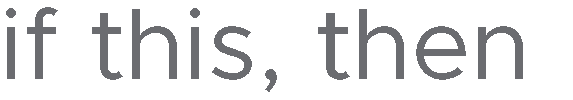 if this, then